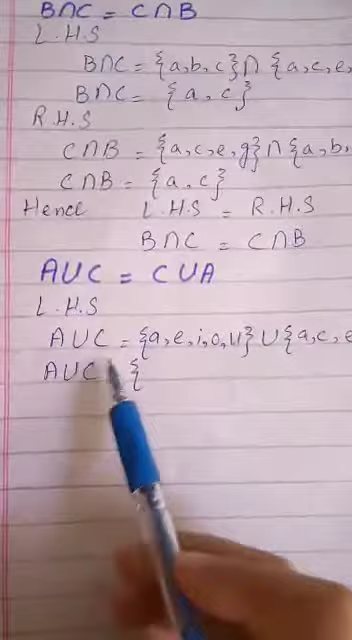 B∩C = C∩B
L.H.S
B∩C = {a,b,c} ∩ {a,c,e,
B∩C = {a,c}
R.H.S
C∩B = {a,c,e,g} ∩ {a,b,
C∩B = {a,c}
Hence L.H.S = R.H.S
B∩C = C∩B
AUC = CUA
L.H.S
AUC = {a,e,i,o,u} U {a,c,e
AUC {